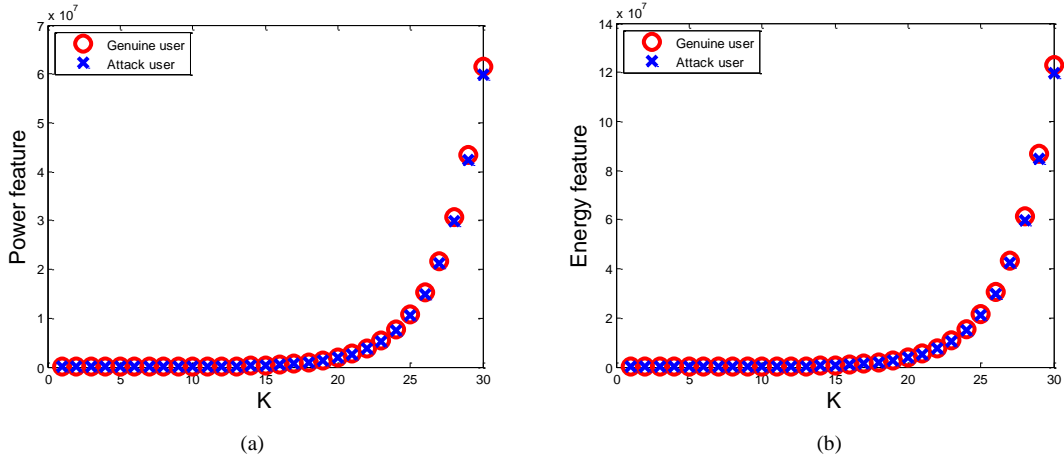 x 10^7
7
6
5
4
3
2
1
0
Power feature
Genuine user
Attack user
0 5 10 15 20 25 30
K
(a)
x 10^7
14
12
10
8
6
4
2
0
Energy feature
Genuine user
Attack user
0 5 10 15 20 25 30
K
(b)